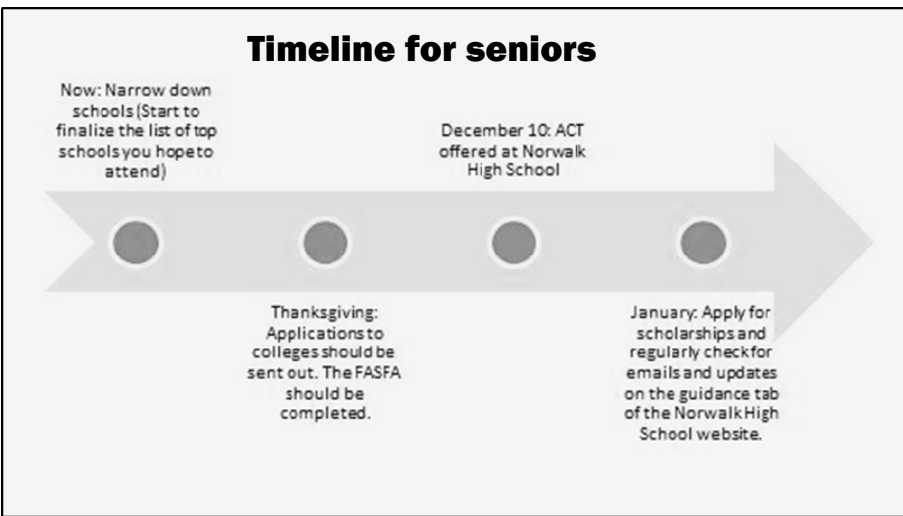 Timeline for seniors
Now: Narrow down
schools (Start to
finalize the list of top
schools you hope to
attend)
Thanksgiving:
Applications to
colleges should be
sent out. The FASFA
should be
completed.
December 10: ACT
offered at Norwalk
High School
January: Apply for
scholarships and
regularly check for
emails and updates
on the guidance tab
of the Norwalk High
School website.